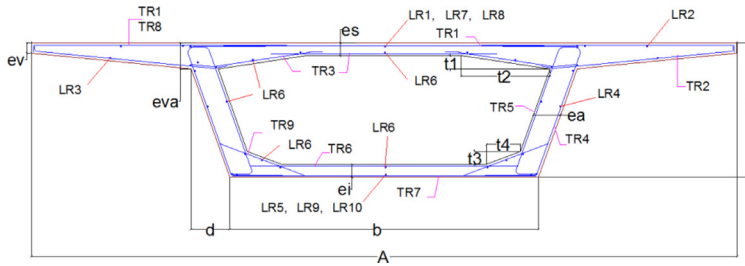 TR1
TR8
es
LR1, LR7, LR8
TR1
LR2
ev
LR3
eva
TR3
LR6
t1
t2
TR2
LR6
LR6
TR5
LR4
ea
TR4
TR9
LR6
LR6
TR6
t4
t3
ei
LR5, LR9, LR10
TR7
d
b
A